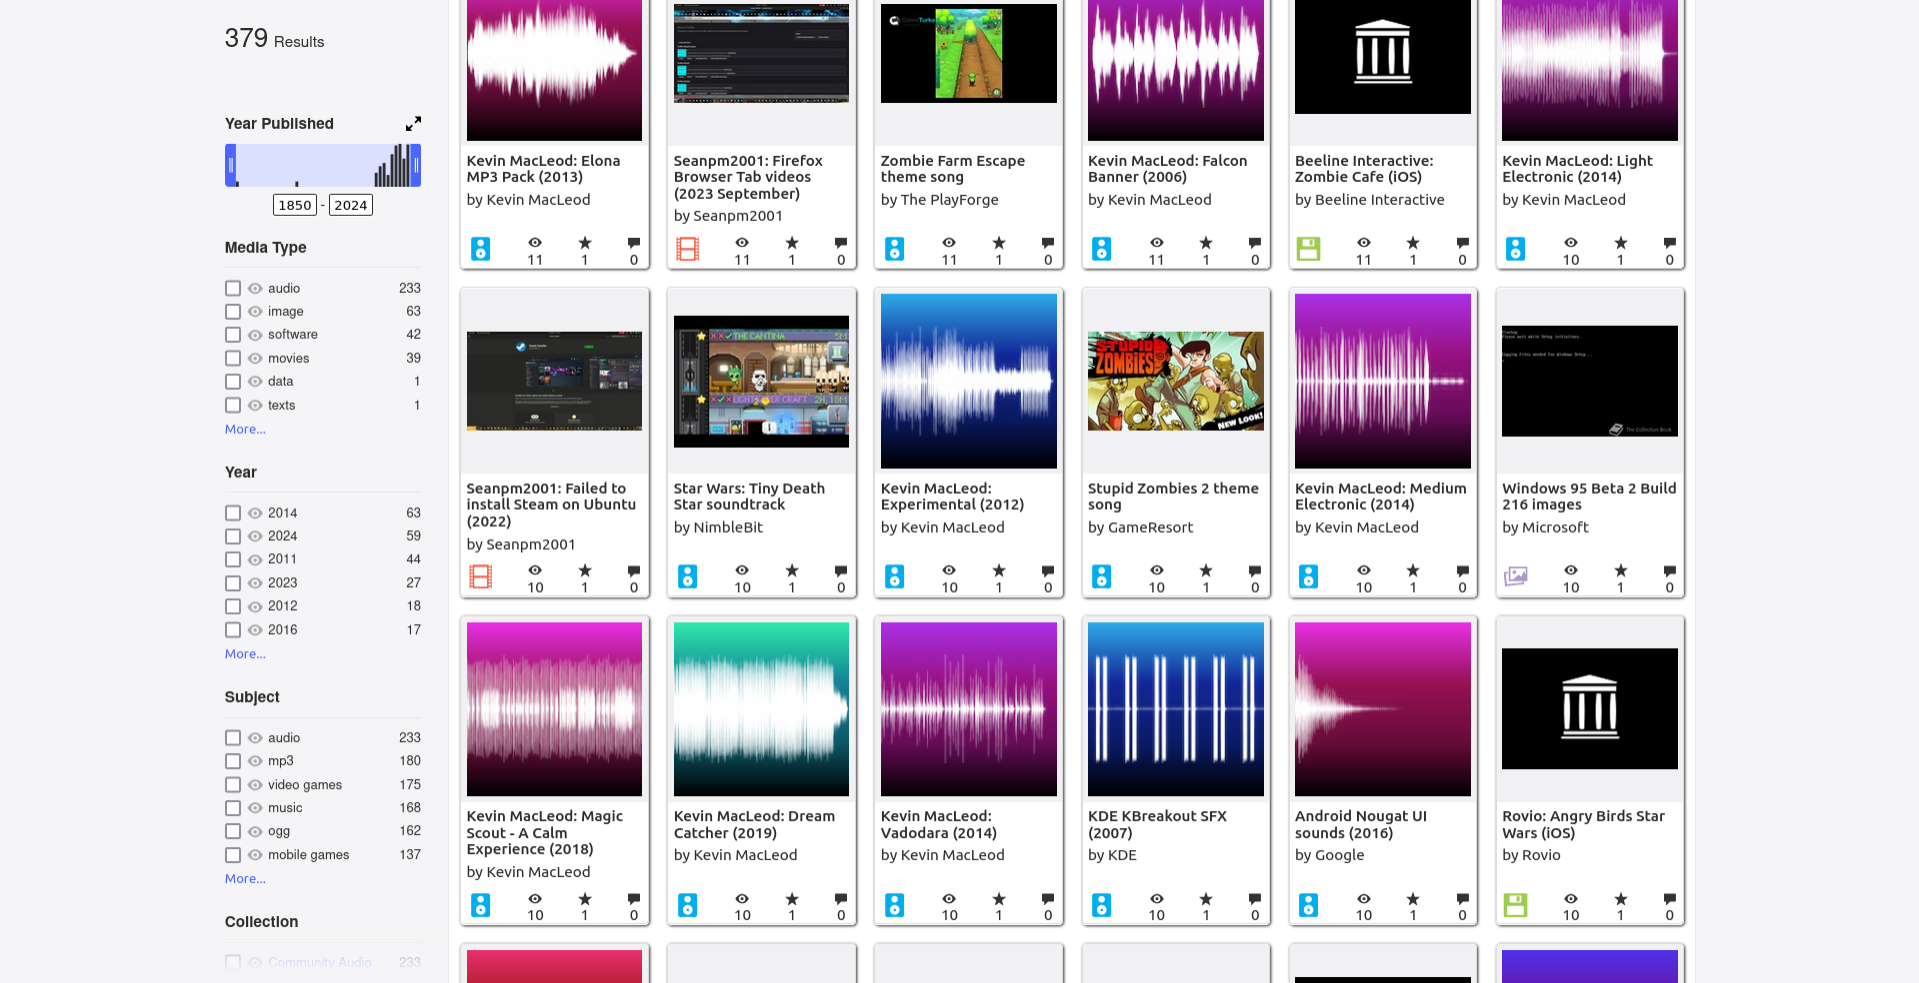 379 Results
Year Published
1850 - 2024
Media Type
audio 233
image 63
software 42
movies 39
data 1
texts 1
More...
Year
2014 63
2024 59
2011 44
2023 27
2012 18
2016 17
More...
Subject
audio 233
mp3 180
video games 175
music 168
ogg 162
mobile games 137
More...
Collection
Community Audio 233
Kevin MacLeod: Elona
MP3 Pack (2013)
by Kevin MacLeod
11 1 0
Seanpm2001: Firefox
Browser Tab videos
(2023 September)
by Seanpm2001
11 1 0
Zombie Farm Escape
theme song
by The PlayForge
11 1 0
Kevin MacLeod: Falcon
Banner (2006)
by Kevin MacLeod
11 1 0
Beeline Interactive:
Zombie Cafe (iOS)
by Beeline Interactive
11 1 0
Kevin MacLeod: Light
Electronic (2014)
by Kevin MacLeod
10 1 0
Seanpm2001: Failed to
install Steam on Ubuntu
(2022)
by Seanpm2001
10 1 0
THE CANTINA
Star Wars: Tiny Death
Star soundtrack
by NimbleBit
10 1 0
Kevin MacLeod:
Experimental (2012)
by Kevin MacLeod
10 1 0
STUPID
ZOMBIES
NEW LOOK!
Stupid Zombies 2 theme
song
by GameResort
10 1 0
Kevin MacLeod: Medium
Electronic (2014)
by Kevin MacLeod
10 1 0
The Collection Book
Windows 95 Beta 2 Build
216 images
by Microsoft
10 1 0
Kevin MacLeod: Magic
Scout - A Calm
Experience (2018)
by Kevin MacLeod
10 1 0
Kevin MacLeod: Dream
Catcher (2019)
by Kevin MacLeod
10 1 0
Kevin MacLeod:
Vadodara (2014)
by Kevin MacLeod
10 1 0
KDE KBreakout SFX
(2007)
by KDE
10 1 0
Android Nougat UI
sounds (2016)
by Google
10 1 0
Rovio: Angry Birds Star
Wars (iOS)
by Rovio
10 1 0